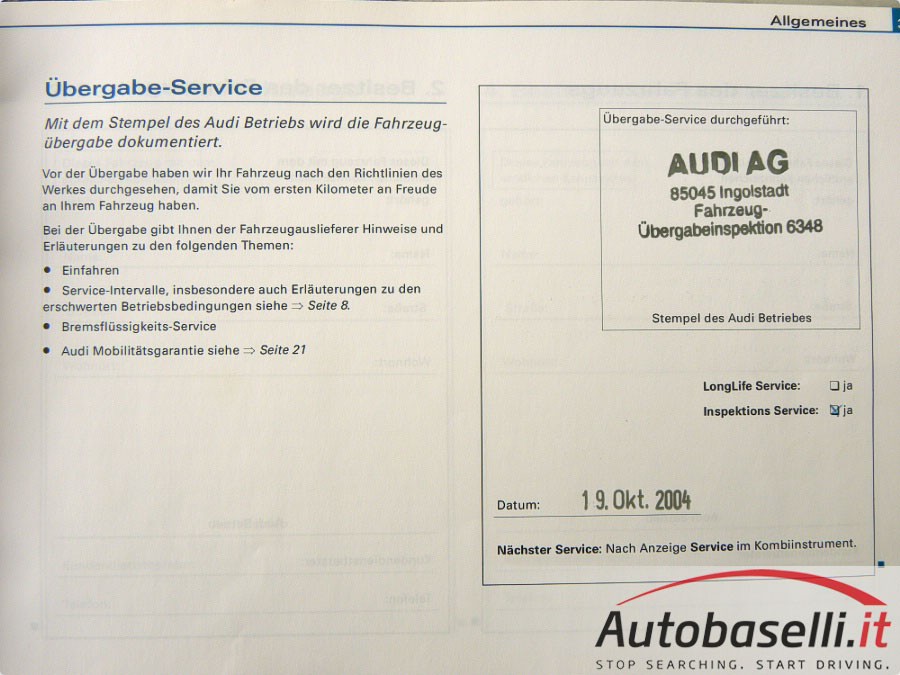 Allgemeines
Übergabe-Service
Mit dem Stempel des Audi Betriebs wird die Fahrzeug-
übergabe dokumentiert.
Vor der Übergabe haben wir Ihr Fahrzeug nach den Richtlinien des
Werkes durchgesehen, damit Sie vom ersten Kilometer an Freude
an Ihrem Fahrzeug haben.
Bei der Übergabe gibt Ihnen der Fahrzeugauslieferer Hinweise und
Erläuterungen zu den folgenden Themen:
• Einfahren
• Service-Intervalle, insbesondere auch Erläuterungen zu den
erschwerten Betriebsbedingungen siehe ⇒ Seite 8.
• Bremsflüssigkeits-Service
• Audi Mobilitätsgarantie siehe ⇒ Seite 21
Übergabe-Service durchgeführt:
AUDI AG
85045 Ingolstadt
Fahrzeug-
Übergabeinspektion 6348
Stempel des Audi Betriebes
LongLife Service: ja
Inspektions Service: ja
Datum: 19. Okt. 2004
Nächster Service: Nach Anzeige Service im Kombiinstrument.
Autobaselli.it
STOP SEARCHING. START DRIVING.